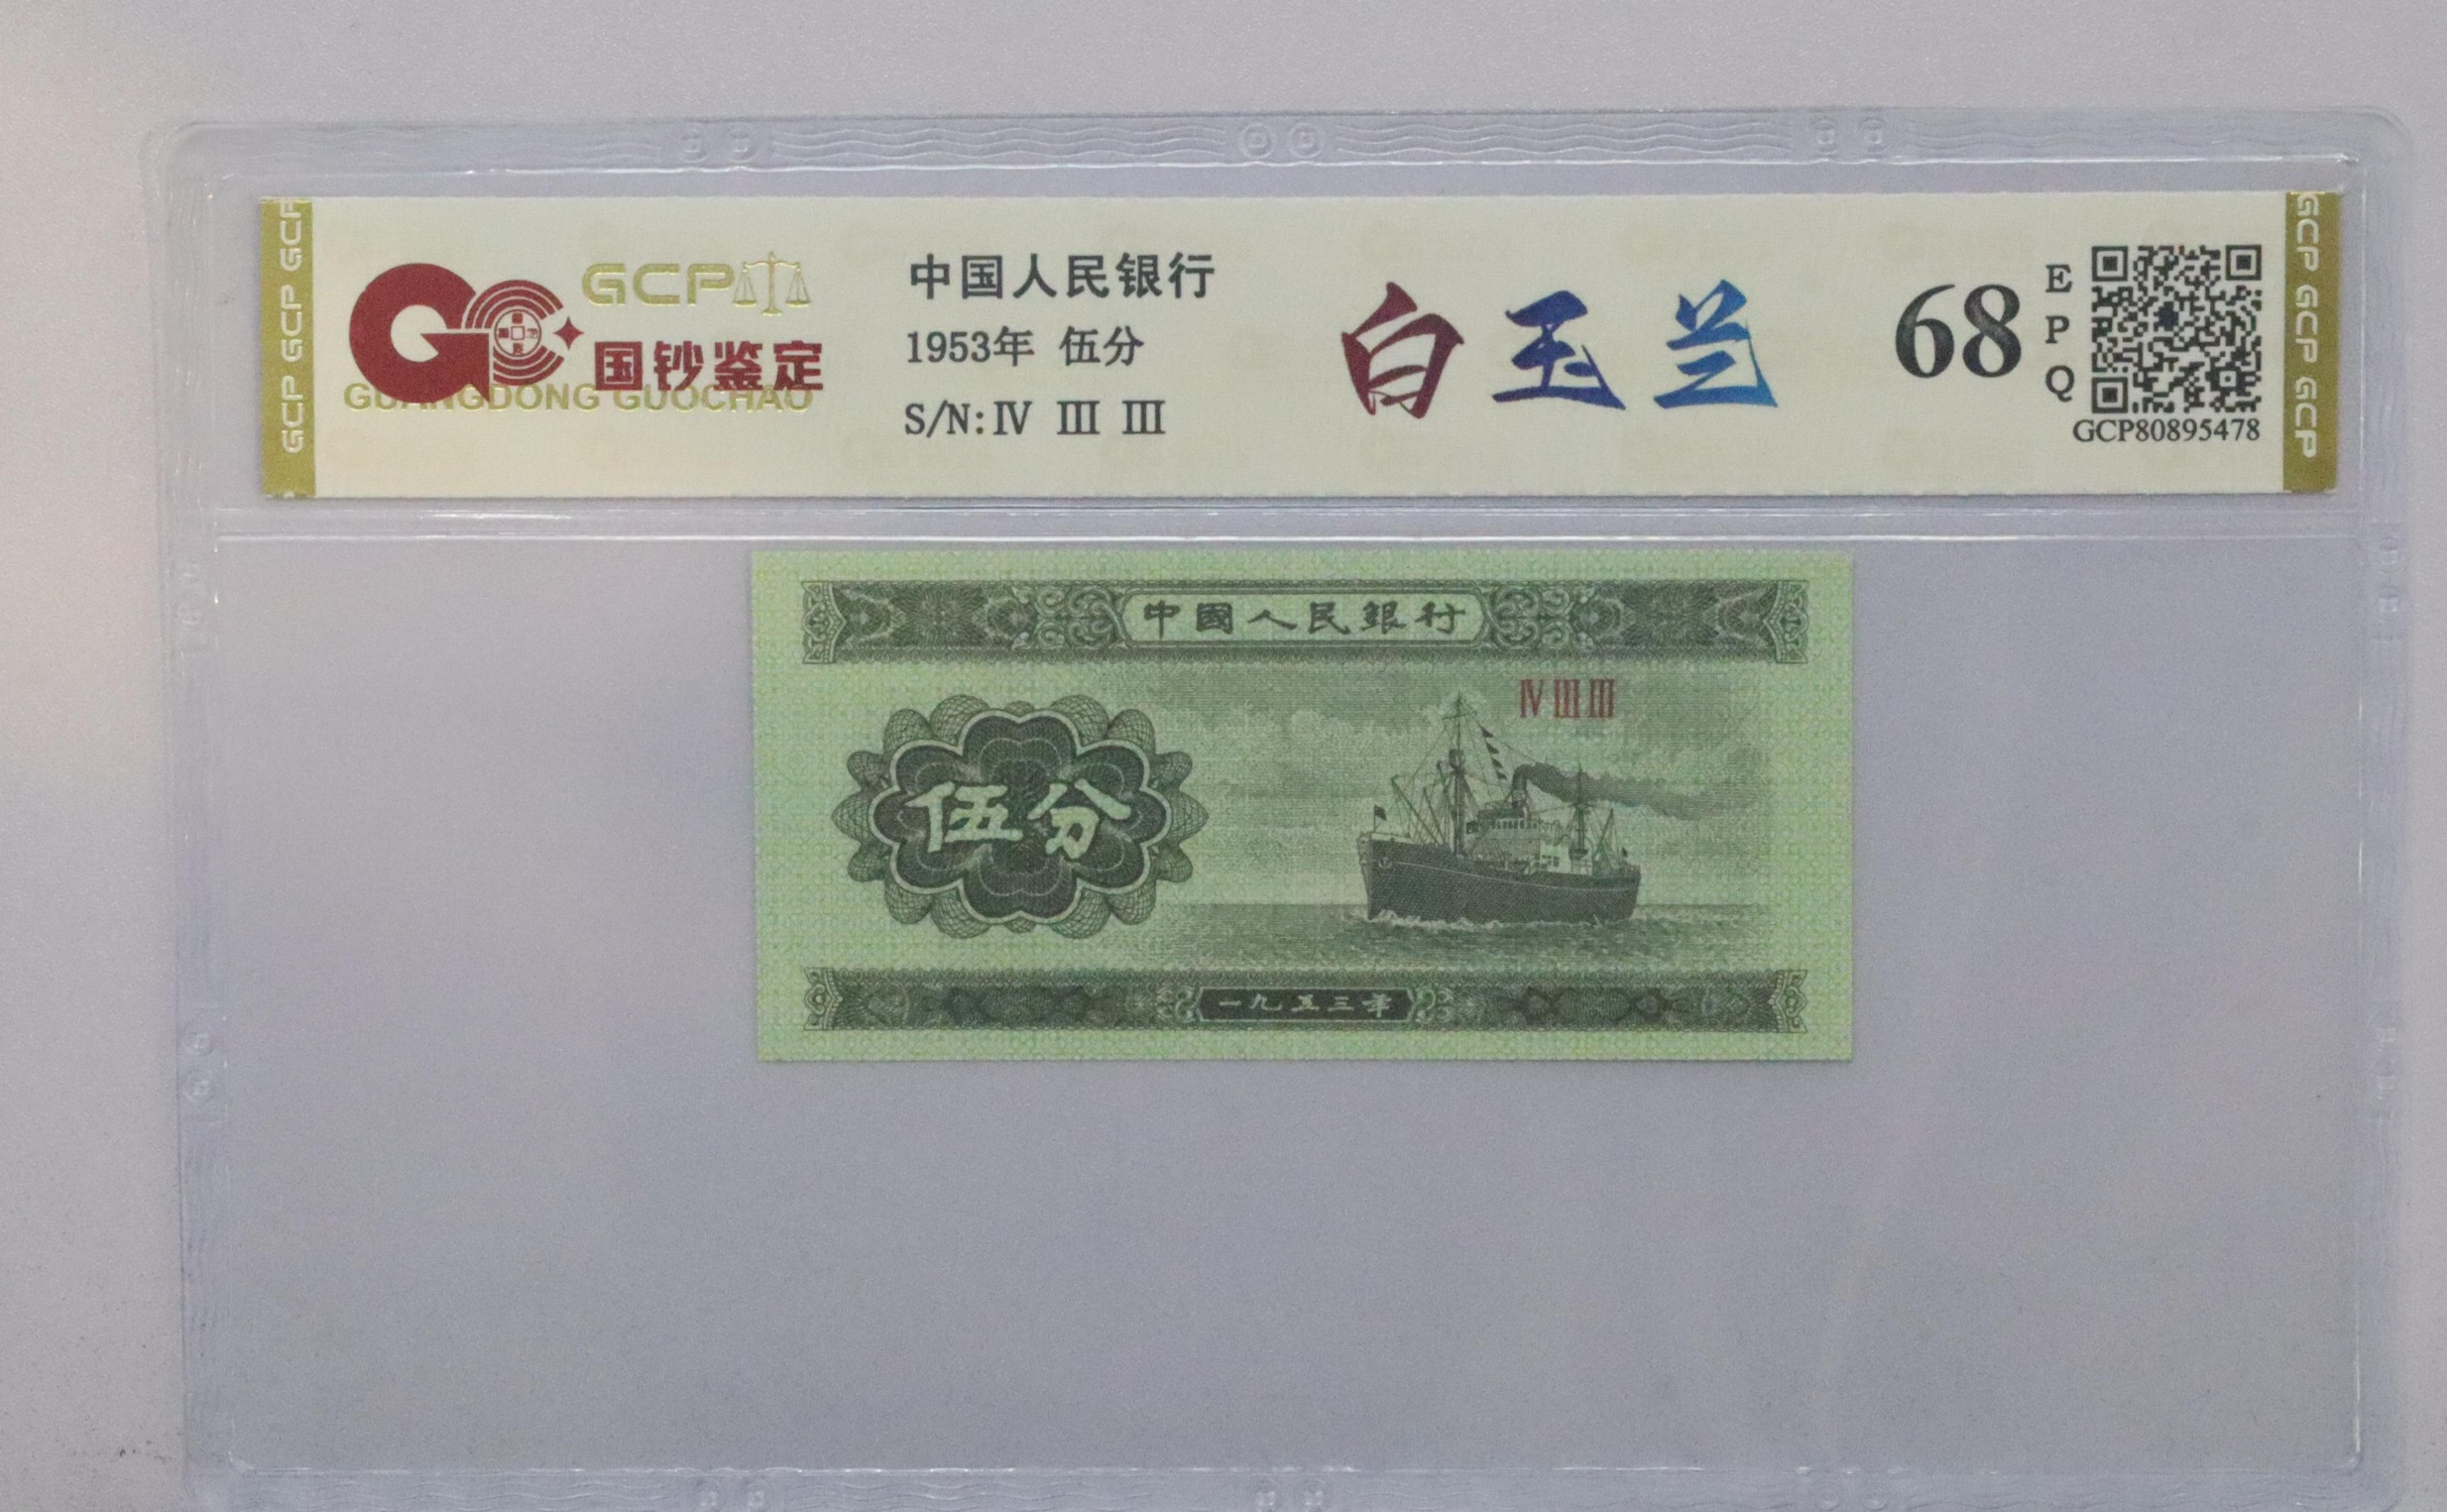 GCP GCP GCP
GCP
国钞鉴定
GUANGDONG GUOCHAO
中国人民银行
1953年 伍分
S/N: Ⅳ Ⅲ Ⅲ
白玉兰
68
EPQ
GCP80895478
GCP GCP GCP
中國人民銀行
Ⅳ Ⅲ Ⅲ
伍分
一九五三年